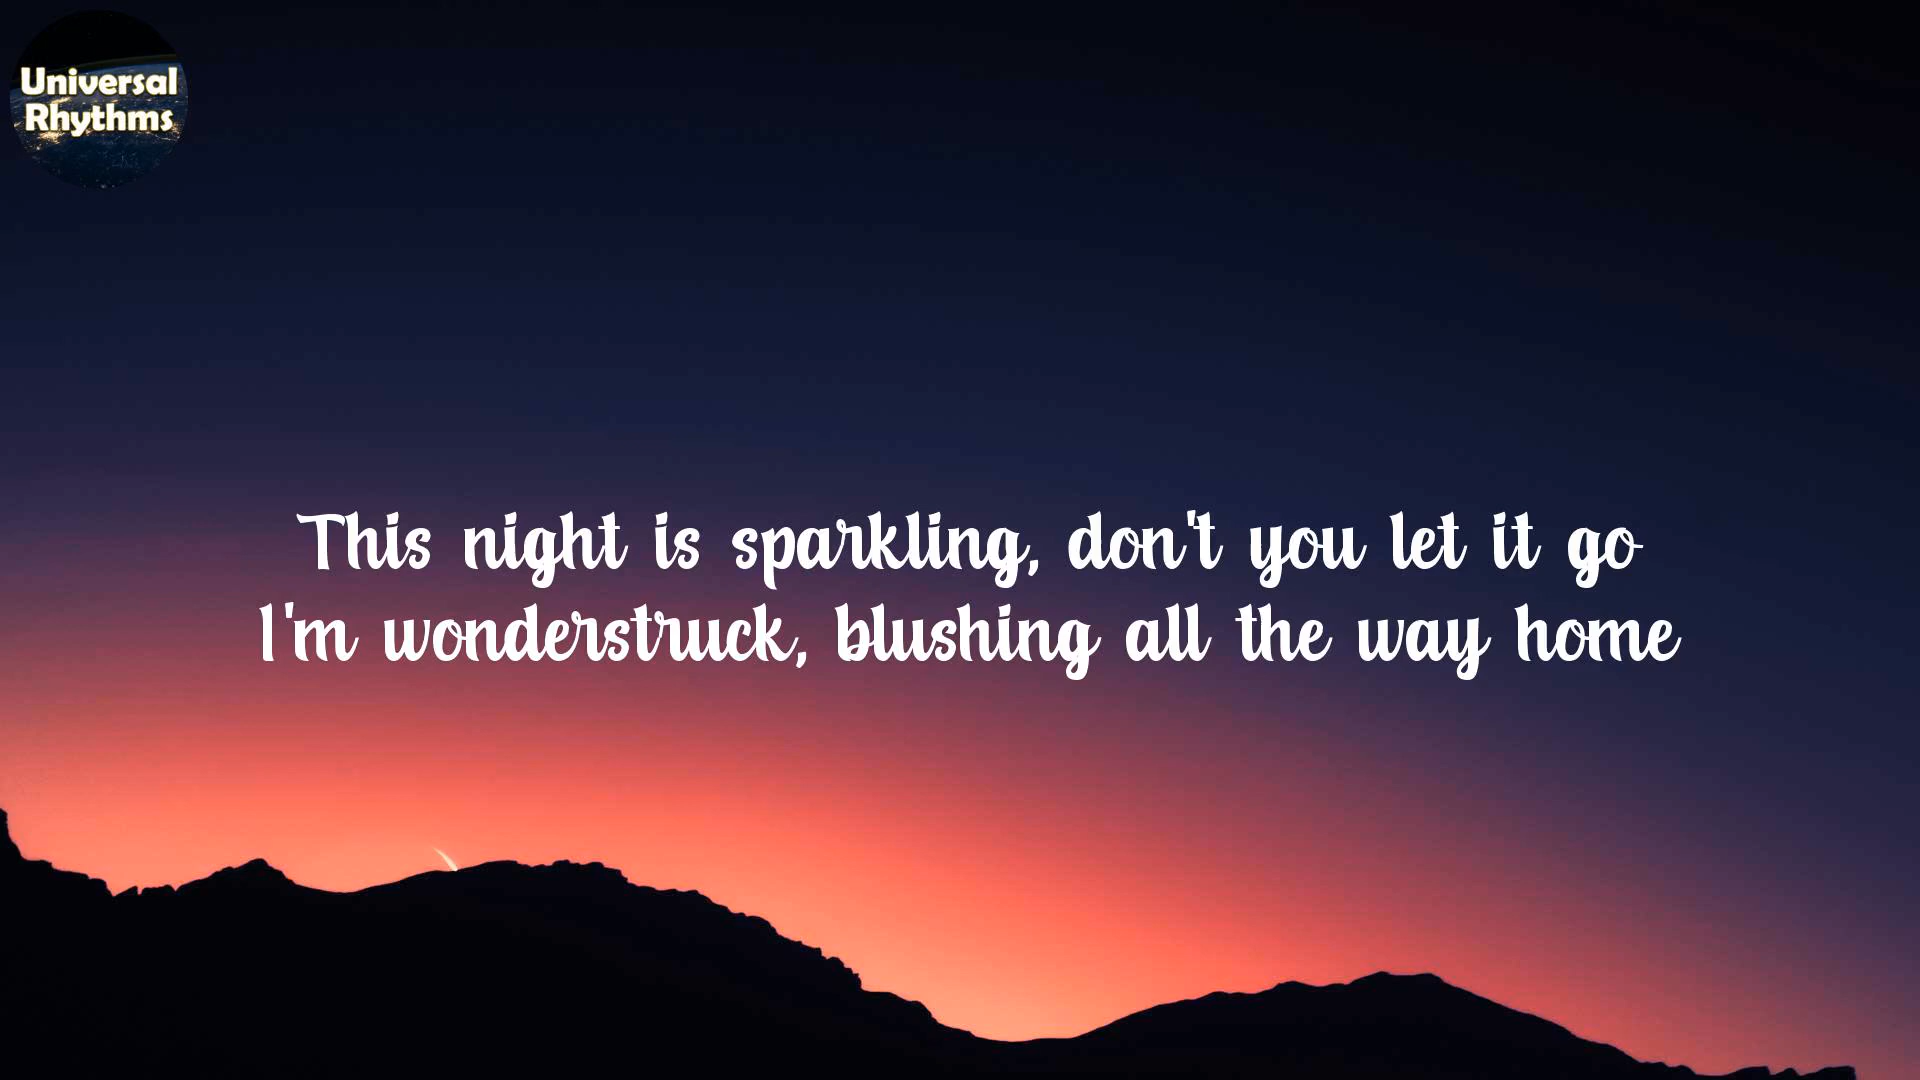 Universal
Rhythms
This night is sparkling, don't you let it go
I'm wonderstruck, blushing all the way home